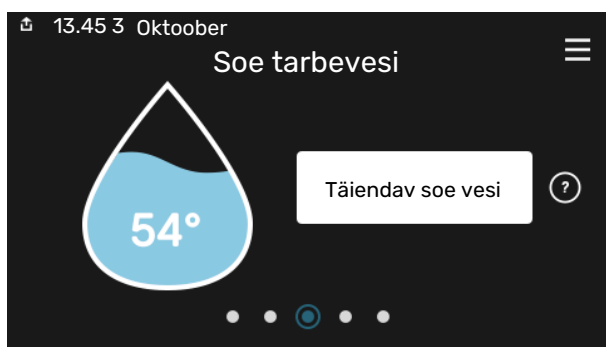 13.45 3 Oktoober
Soe tarbevesi
54°
Täiendav soe vesi
?